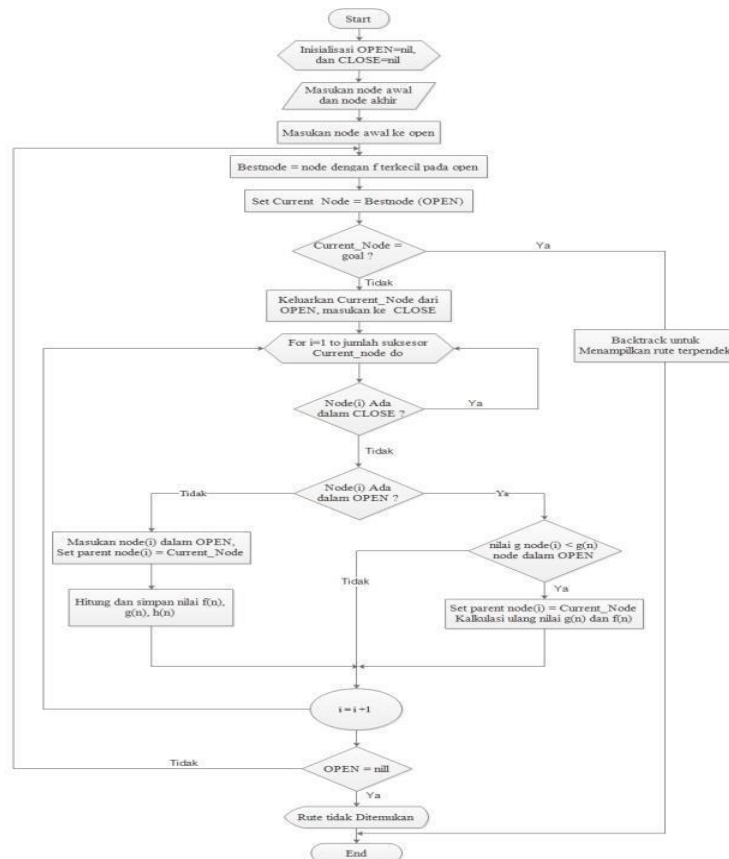 Start
Inisialisasi OPEN=nil,
dan CLOSE=nil
Masukan node awal
dan node akhir
Masukan node awal ke open
Bestnode = node dengan f terkecil pada open
Set Current_Node = Bestnode (OPEN)
Current_Node =
goal ?
Ya
Tidak
Keluarkan Current_Node dari
OPEN, masukan ke CLOSE
Backtrack untuk
Menampilkan rute terpendek
For i=1 to jumlah suksesor
Current_node do
Node(i) Ada
dalam CLOSE ?
Ya
Tidak
Node(i) Ada
dalam OPEN ?
Tidak
Ya
Masukan node(i) dalam OPEN,
Set parent node(i) = Current_Node
nilai g node(i) < g(n)
node dalam OPEN
Tidak
Ya
Hitung dan simpan nilai f(n),
g(n), h(n)
Set parent node(i) = Current_Node
Kalkulasi ulang nilai g(n) dan f(n)
i = i +1
OPEN = nill
Tidak
Ya
Rute tidak Ditemukan
End